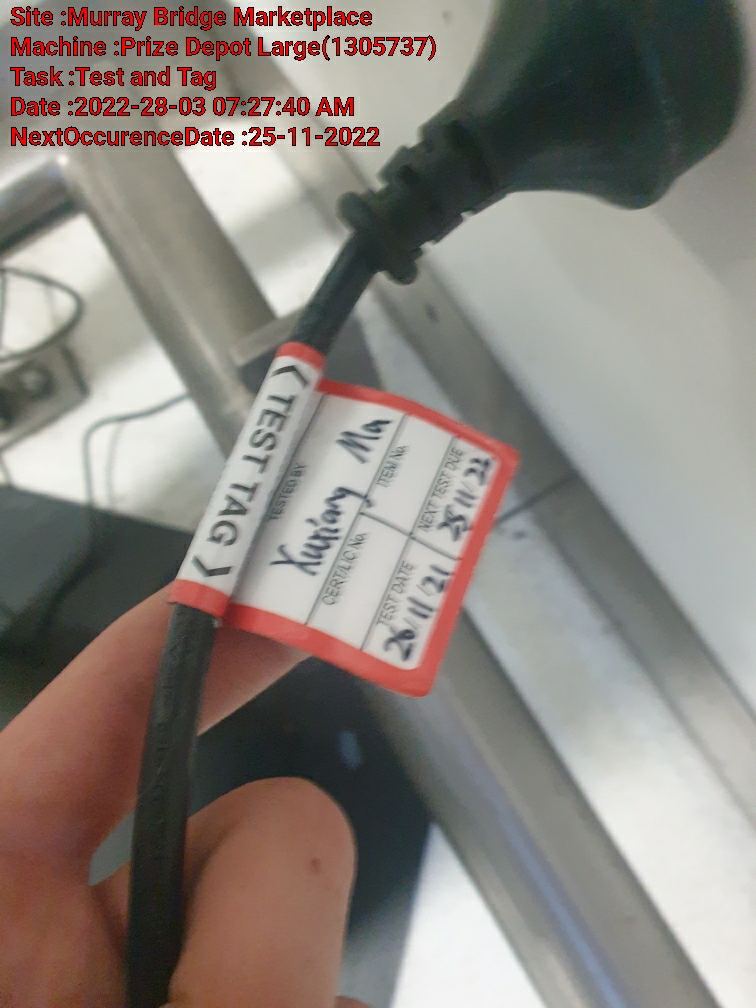 Site :Murray Bridge Marketplace
Machine :Prize Depot Large(1305737)
Task :Test and Tag
Date :2022-28-03 07:27:40 AM
NextOccurenceDate :25-11-2022
< TEST TAG >
TESTED BY
Xuxiang Ma
CERT/LIC No.
ITEM No.
TEST DATE
26/11/21
NEXT TEST DUE
25/11/22